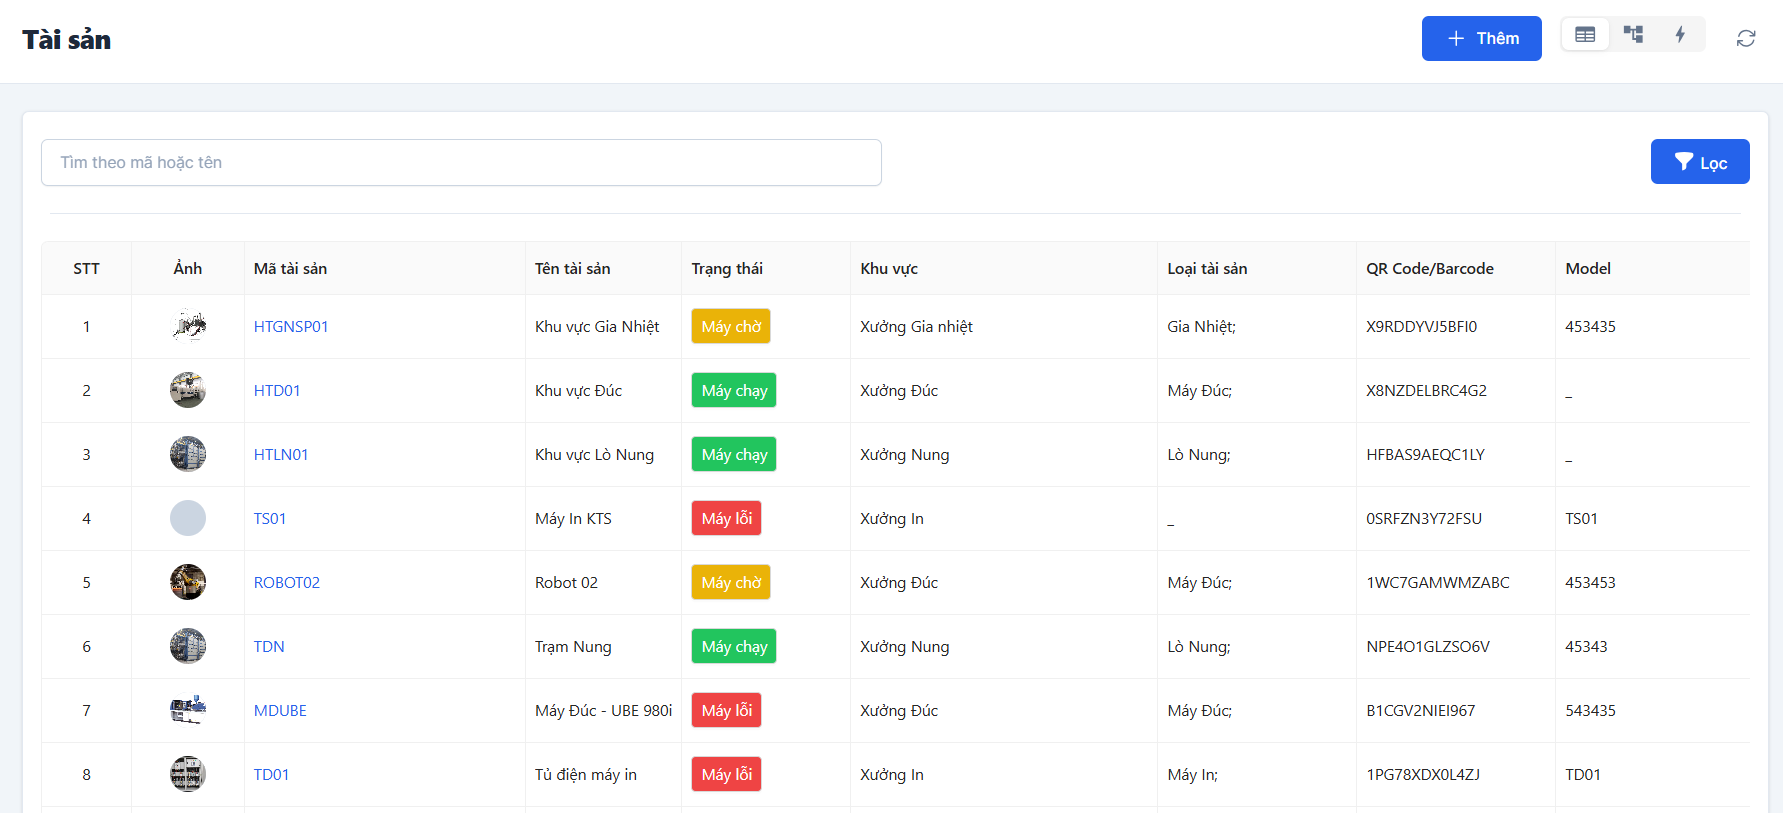 Tài sản
Thêm
Tìm theo mã hoặc tên
Lọc
STT Ảnh Mã tài sản Tên tài sản Trạng thái Khu vực Loại tài sản QR Code/Barcode Model
1 HTGNSP01 Khu vực Gia Nhiệt Máy chờ Xưởng Gia nhiệt Gia Nhiệt; X9RDDYVJ5BFI0 453435
2 HTD01 Khu vực Đúc Máy chạy Xưởng Đúc Máy Đúc; X8NZDELBRC4G2 _
3 HTLN01 Khu vực Lò Nung Máy chạy Xưởng Nung Lò Nung; HFBAS9AEQC1LY _
4 TS01 Máy In KTS Máy lỗi Xưởng In _ 0SRFZN3Y72FSU TS01
5 ROBOT02 Robot 02 Máy chờ Xưởng Đúc Máy Đúc; 1WC7GAMWMZABC 453453
6 TDN Trạm Nung Máy chạy Xưởng Nung Lò Nung; NPE4O1GLZSO6V 45343
7 MDUBE Máy Đúc - UBE 980i Máy lỗi Xưởng Đúc Máy Đúc; B1CGV2NIEI967 543435
8 TD01 Tủ điện máy in Máy lỗi Xưởng In Máy In; 1PG78XDX0L4ZJ TD01